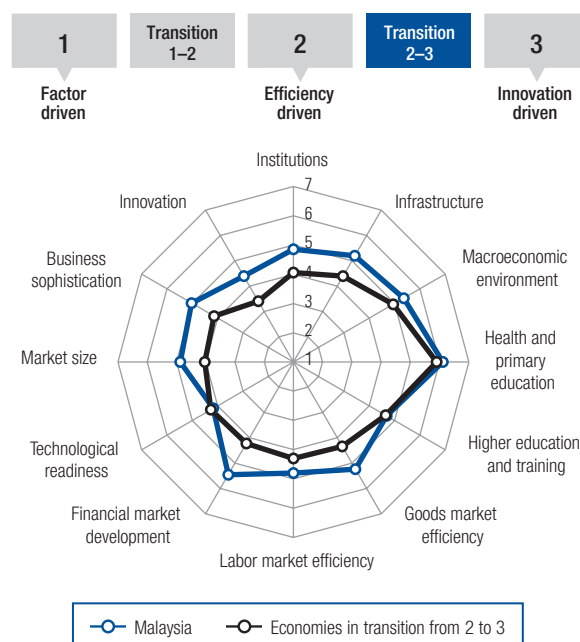 1
Transition
1–2
2
Transition
2–3
3
Factor
driven
Efficiency
driven
Innovation
driven
Institutions
7
6
5
4
3
2
1
Infrastructure
Macroeconomic
environment
Health and
primary
education
Higher education
and training
Goods market
efficiency
Labor market efficiency
Financial market
development
Technological
readiness
Market size
Business
sophistication
Innovation
Malaysia
Economies in transition from 2 to 3